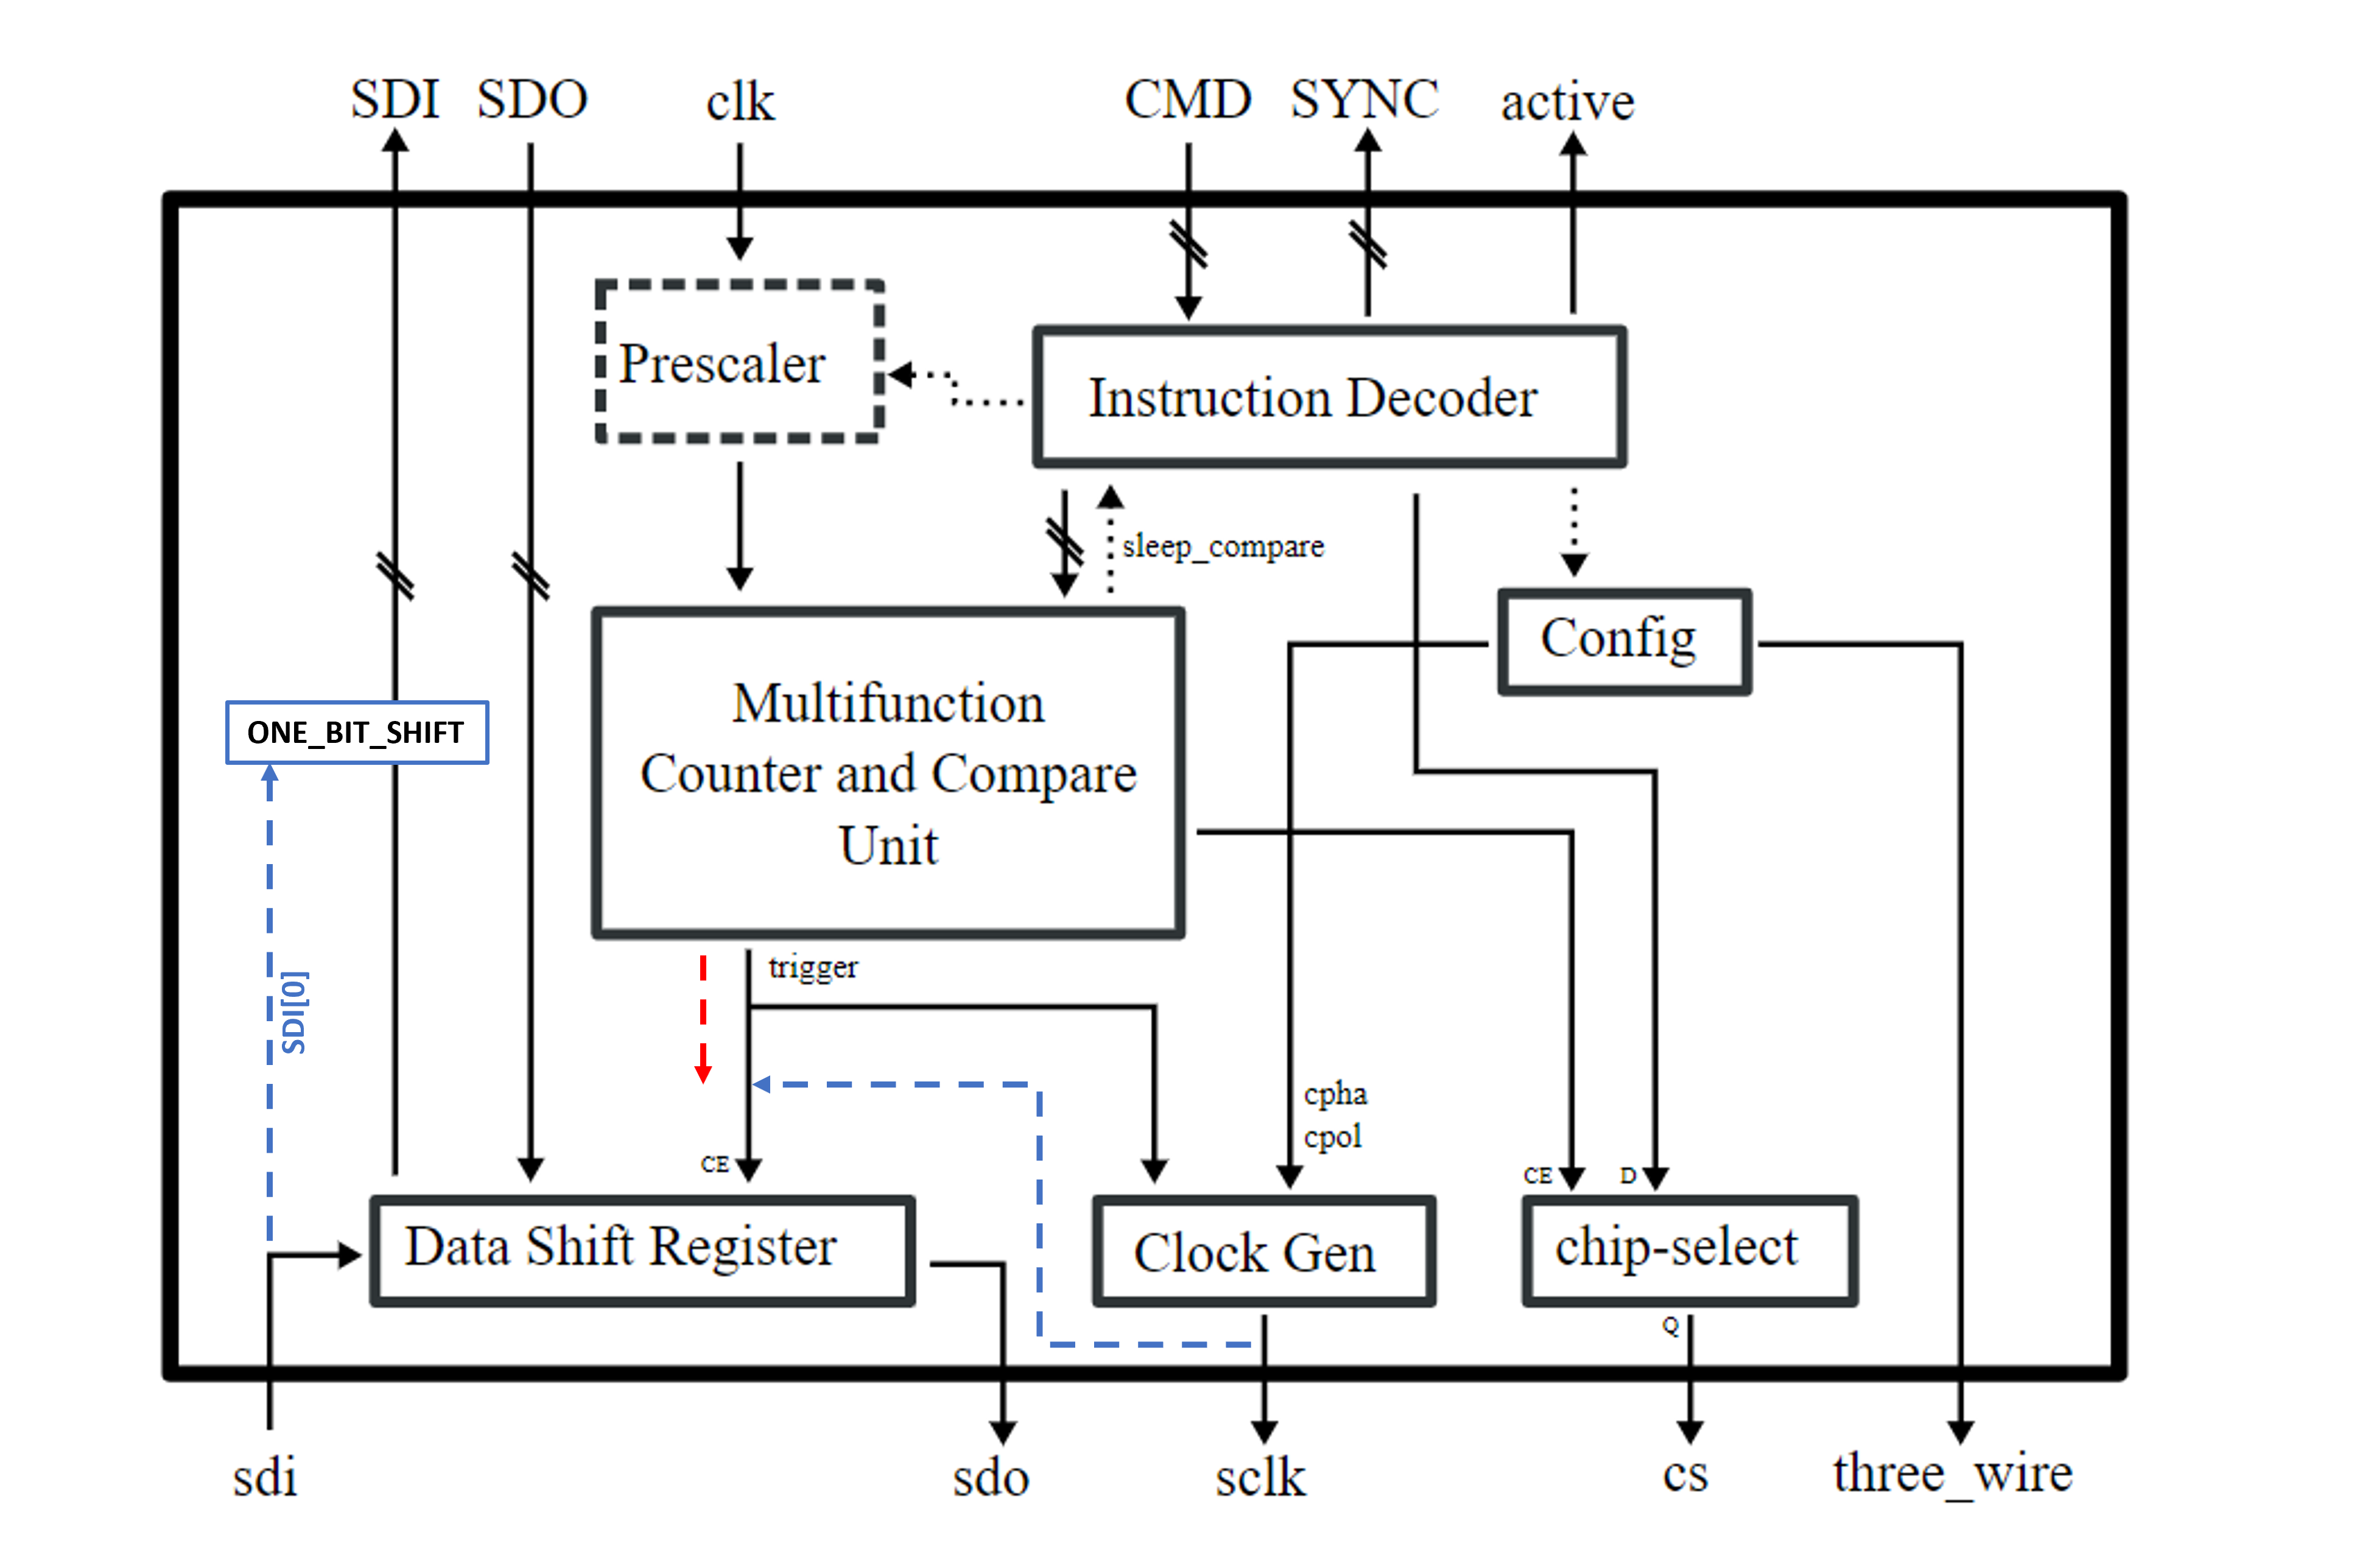 SDI SDO clk CMD SYNC active
Prescaler
Instruction Decoder
sleep_compare
Config
Multifunction
Counter and Compare
Unit
ONE_BIT_SHIFT
SDI[0]
trigger
cpha
cpol
CE
CE D
Data Shift Register
Clock Gen
chip-select
Q
sdi sdo sclk cs three_wire